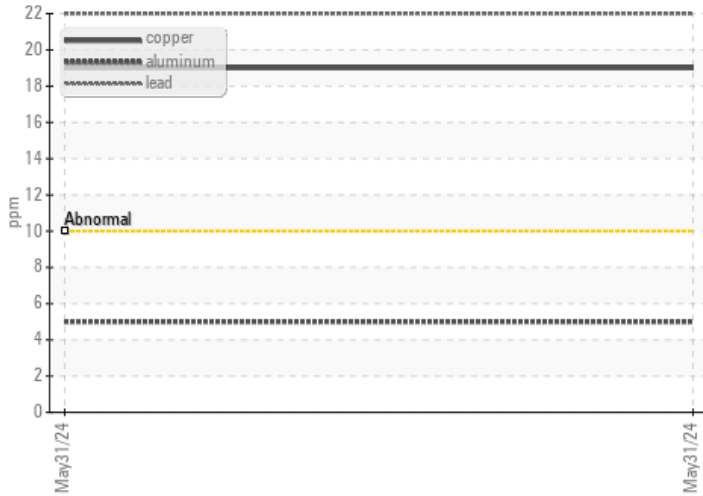 22
copper
20
aluminum
lead
18
16
14
12
Abnormal
ppm
10
8
6
4
2
0
May31/24
May31/24